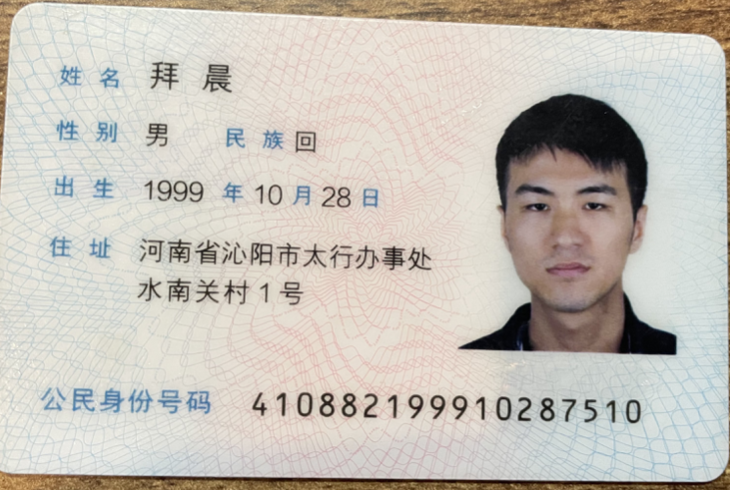 姓名 拜晨
性别 男 民族 回
出生 1999 年 10 月 28 日
住址 河南省沁阳市太行办事处
水南关村1号
公民身份号码 410882199910287510